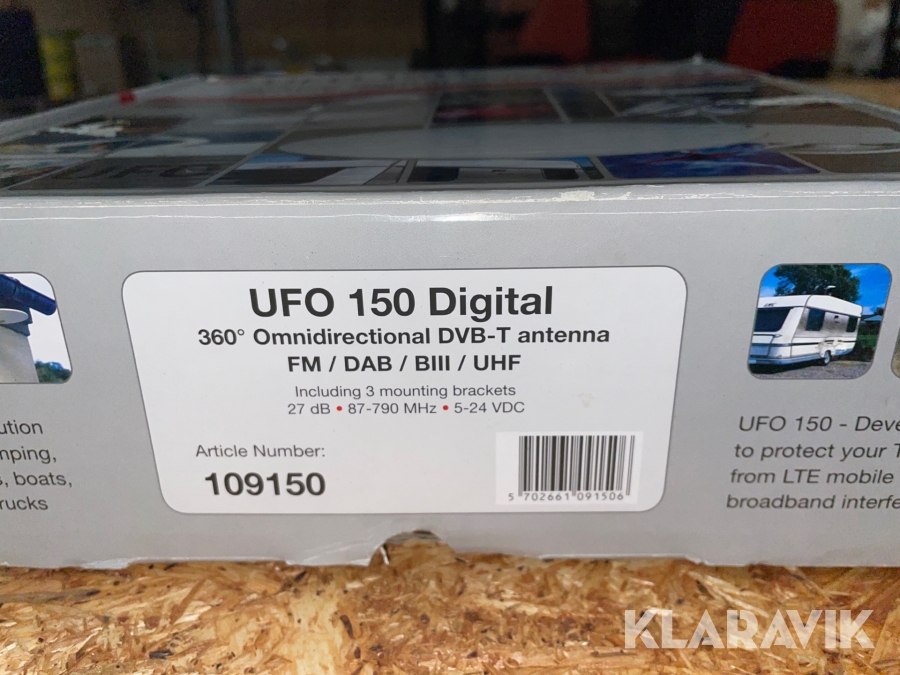 UFO
UFO 150 Digital
360° Omnidirectional DVB-T antenna
FM / DAB / BIII / UHF
Including 3 mounting brackets
27 dB • 87-790 MHz • 5-24 VDC
Article Number:
109150
5 702661 091506
ution
mping,
s, boats,
rucks
UFO 150 - Deve
to protect your T
from LTE mobile
broadband interfe
KLARAVIK